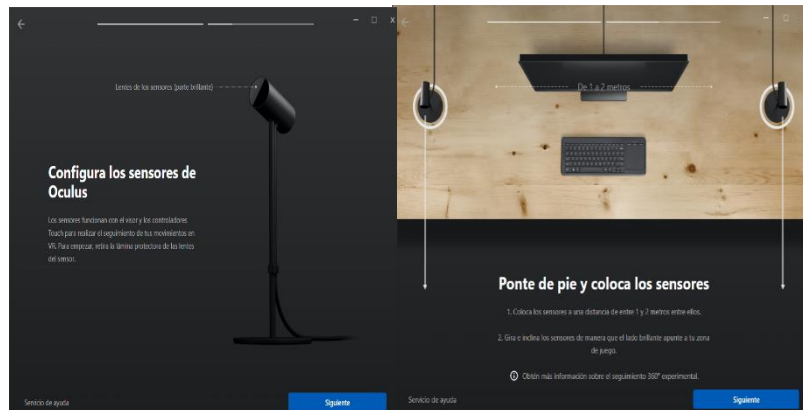 Lentes de los sensores (parte brillante)
Configura los sensores de
Oculus
Los sensores funcionan con el visor y los controladores
Touch para realizar el seguimiento de tus movimientos en
VR. Para empezar, retira la lámina protectora de las lentes
del sensor.
Servicio de ayuda
Siguiente
De 1 a 2 metros
Ponte de pie y coloca los sensores
1. Coloca los sensores a una distancia de entre 1 y 2 metros entre ellos.
2. Gira e inclina los sensores de manera que el lado brillante apunte a tu zona
de juego.
Obtén más información sobre el seguimiento 360° experimental.
Servicio de ayuda
Siguiente